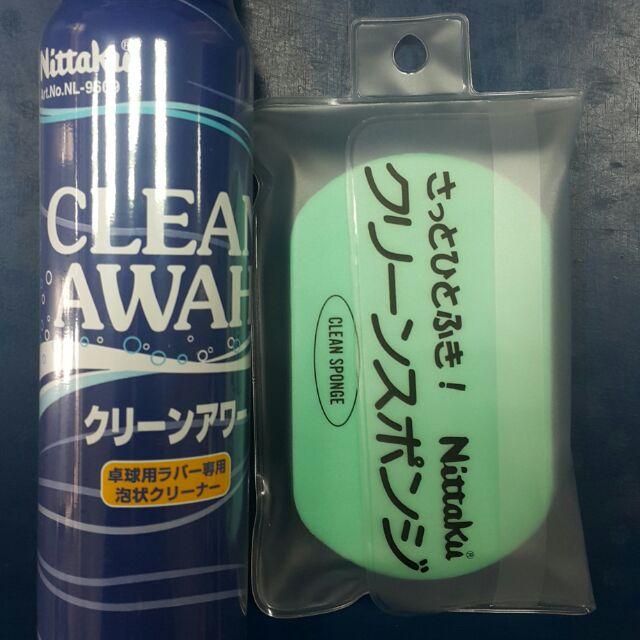 Nittaku®
Art.No.NL-9609
CLEAN
AWAH
クリーンアワー
卓球用ラバー専用
泡状クリーナー
さっとひとふき!
クリーンスポンジ
Nittaku®
CLEAN SPONGE